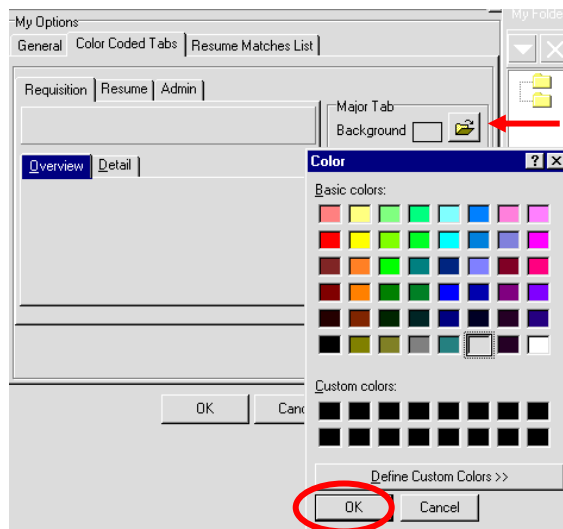 My Options
My Folde
General Color Coded Tabs Resume Matches List
Requisition Resume Admin
Major Tab
Background
Overview Detail
Color
Basic colors:
Custom colors:
OK
Define Custom Colors >>
OK Cancel